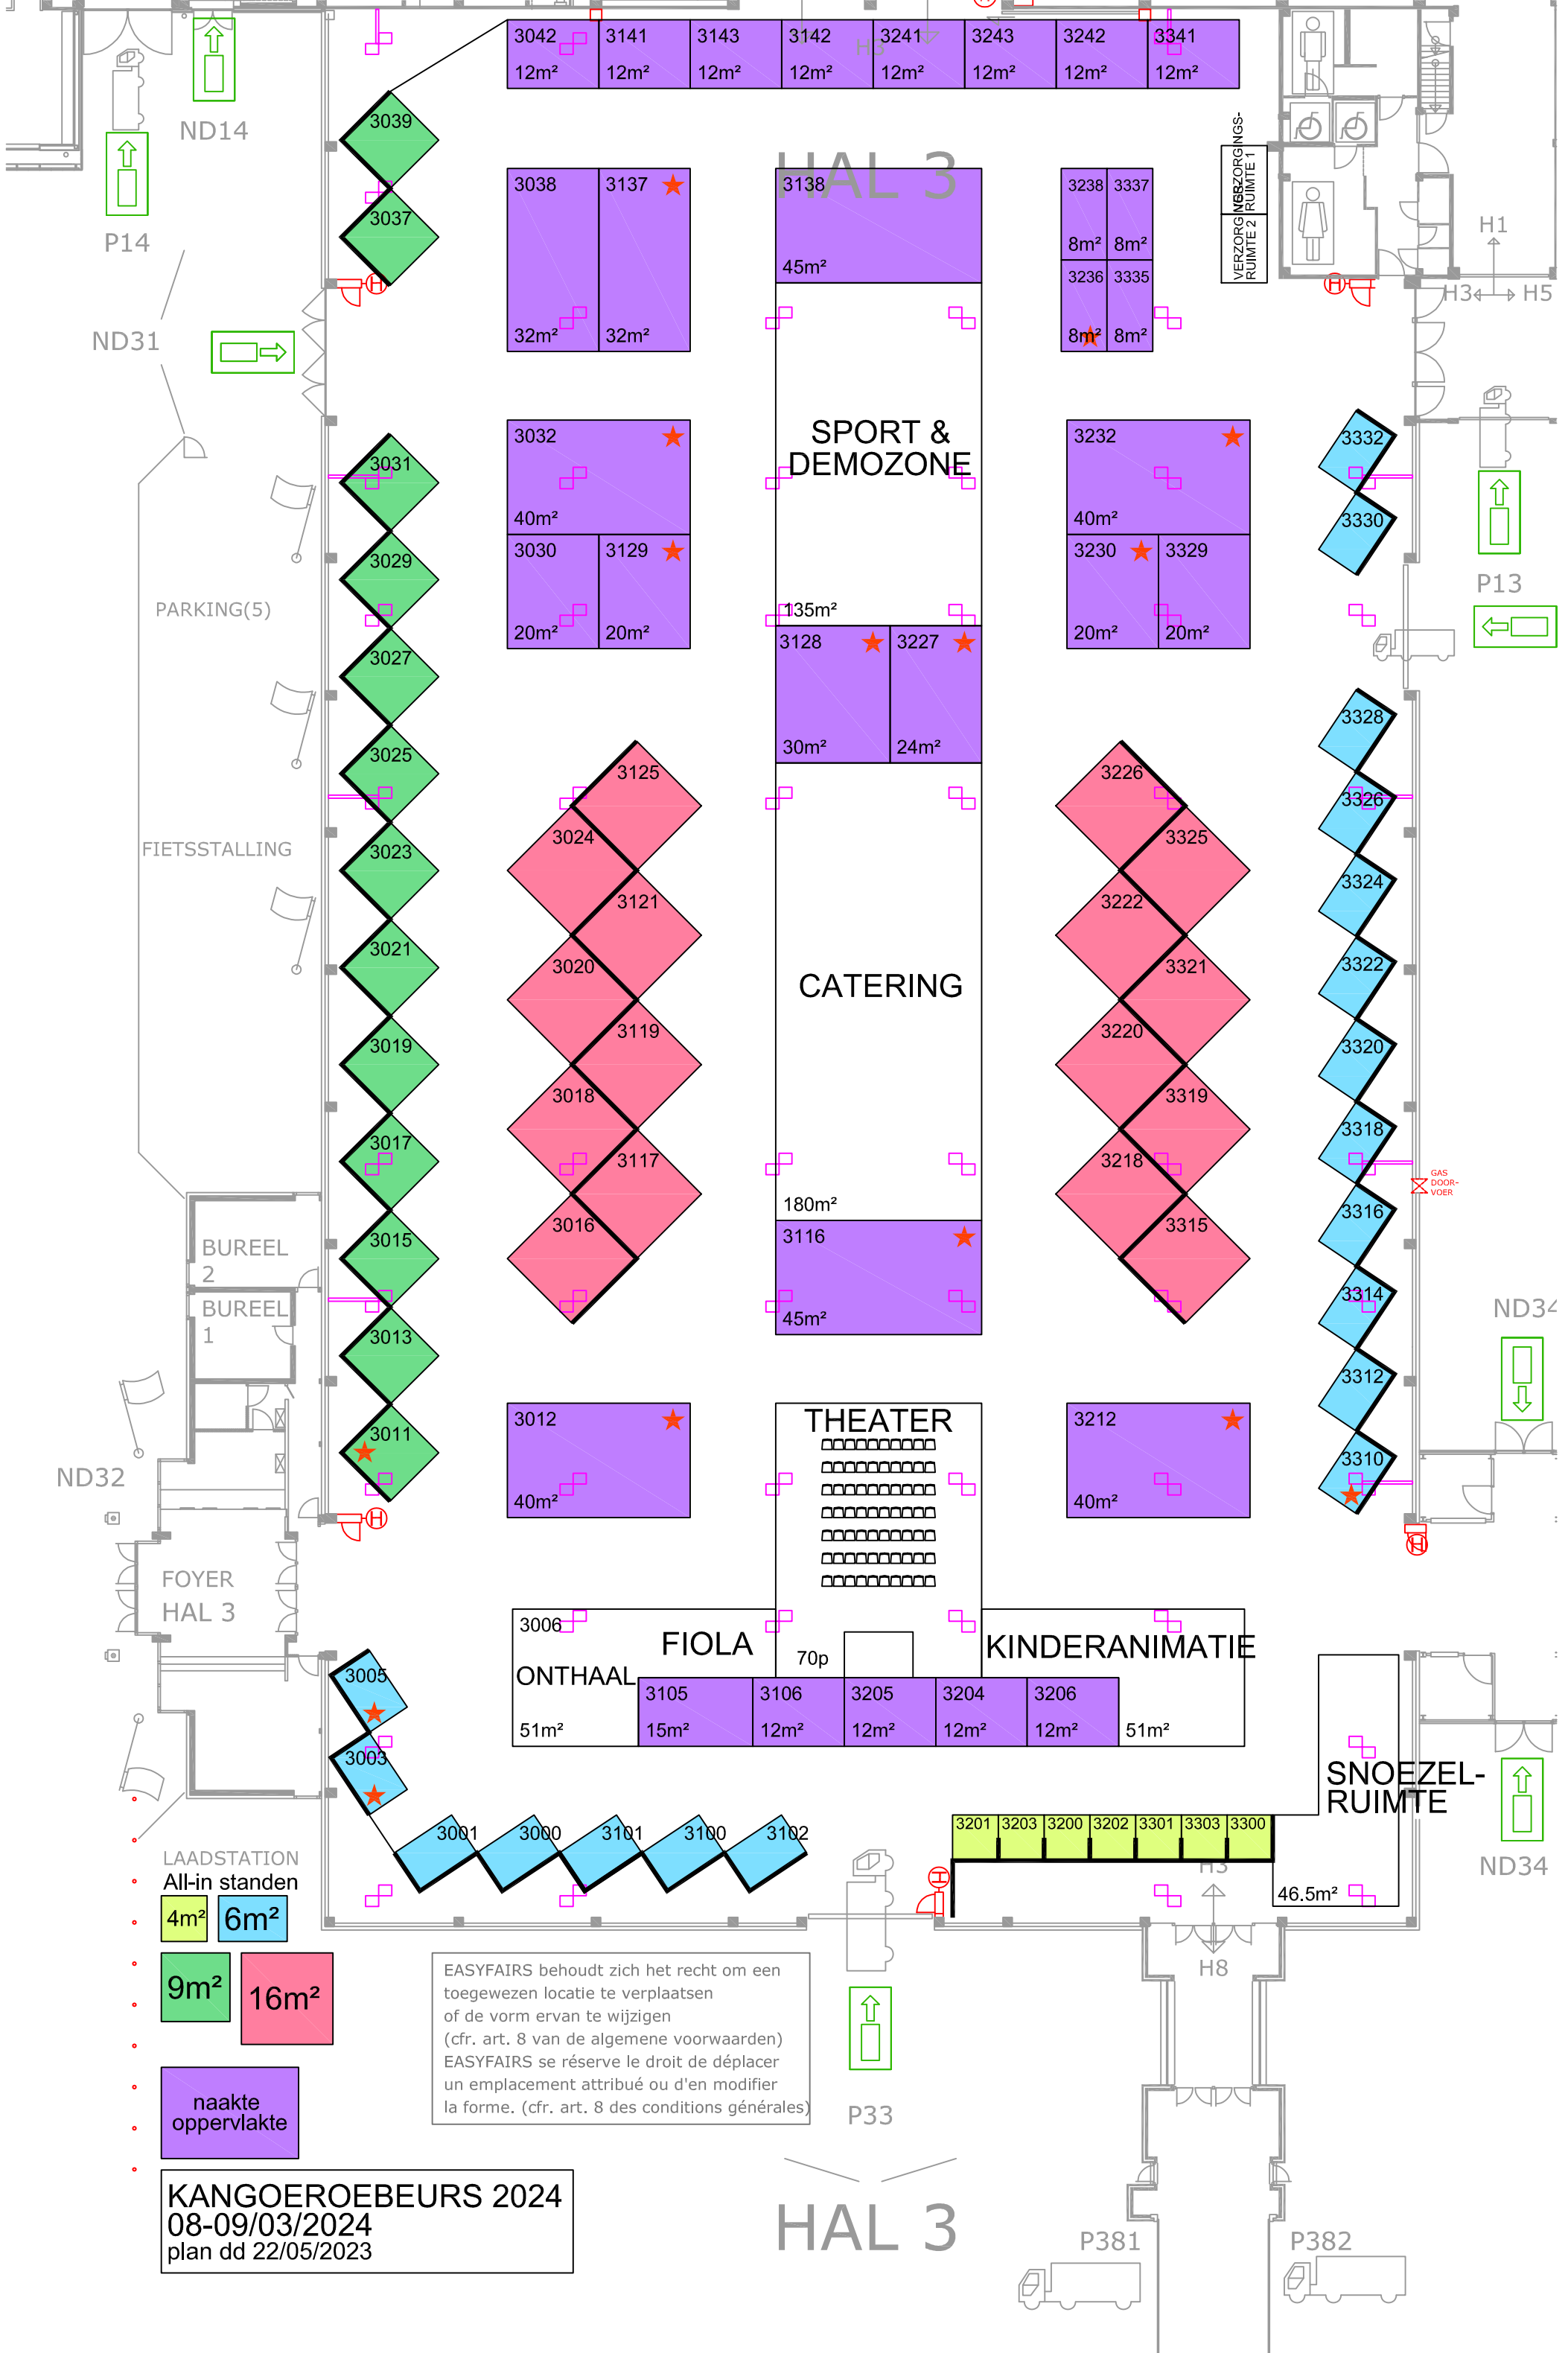 3042 3141 3143 3142 3241 3243 3242 3341
H3
12m² 12m² 12m² 12m² 12m² 12m² 12m² 12m²
ND14
P14
ND31
3039
3037
HAL 3
3038 3137
32m² 32m²
3138
45m²
3238 3337
8m² 8m²
3236 3335
8m² 8m²
VERZORGINGS-
RUIMTE 1
VERZORGINGS-
RUIMTE 2
H1
H3 H5
SPORT &
DEMOZONE
135m²
3032
40m²
3030 3129
20m² 20m²
3232
40m²
3230 3329
20m² 20m²
3332
3330
P13
PARKING(5)
FIETSSTALLING
3031
3029
3027
3025
3023
3021
3019
3017
3015
3013
3011
3128 3227
30m² 24m²
3125
3024
3121
3020
3119
3018
3117
3016
CATERING
180m²
3116
45m²
3226
3325
3222
3321
3220
3319
3218
3315
3328
3326
3324
3322
3320
3318
3316
3314
3312
3310
GAS
DOOR-
VOER
BUREEL
2
BUREEL
1
ND34
ND32
3012
40m²
THEATER
3212
40m²
FOYER
HAL 3
3006
FIOLA
ONTHAAL
51m²
70p
KINDERANIMATIE
51m²
3105 3106 3205 3204 3206
15m² 12m² 12m² 12m² 12m²
3005
3003
3001 3000 3101 3100 3102
3201 3203 3200 3202 3301 3303 3300
SNOEZEL-
RUIMTE
46.5m²
ND34
H3
H8
LAADSTATION
All-in standen
4m² 6m²
9m² 16m²
naakte
oppervlakte
EASYFAIRS behoudt zich het recht om een
toegewezen locatie te verplaatsen
of de vorm ervan te wijzigen
(cfr. art. 8 van de algemene voorwaarden)
EASYFAIRS se réserve le droit de déplacer
un emplacement attribué ou d'en modifier
la forme. (cfr. art. 8 des conditions générales)
P33
KANGOEROEBEURS 2024
08-09/03/2024
plan dd 22/05/2023
HAL 3
P381 P382